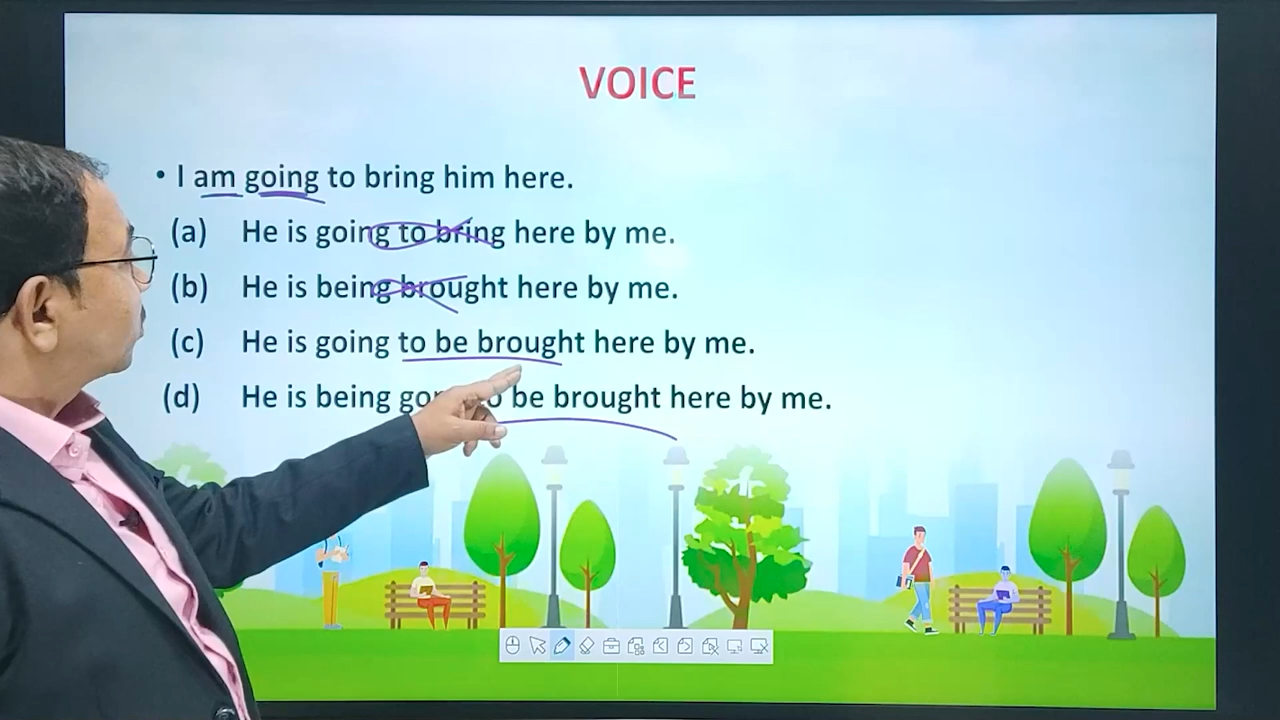 VOICE
• I am going to bring him here.
(a) He is going to bring here by me.
(b) He is being brought here by me.
(c) He is going to be brought here by me.
(d) He is being be brought here by me.